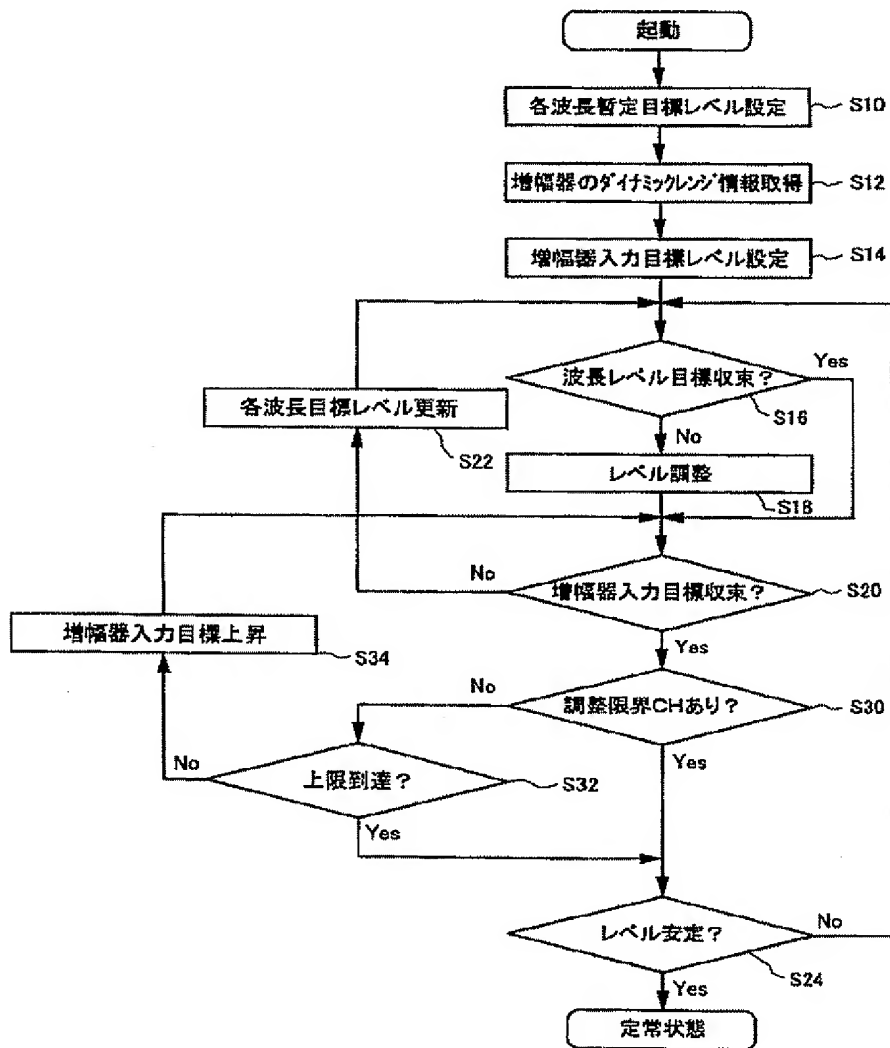 起動
各波長暫定目標レベル設定
S10
増幅器のダイナミックレンジ情報取得
S12
増幅器入力目標レベル設定
S14
波長レベル目標収束?
Yes
S16
No
各波長目標レベル更新
S22
レベル調整
S18
増幅器入力目標収束?
No
S20
Yes
増幅器入力目標上昇
S34
調整限界CHあり?
No
S30
Yes
上限到達?
No
S32
Yes
レベル安定?
No
S24
Yes
定常状態